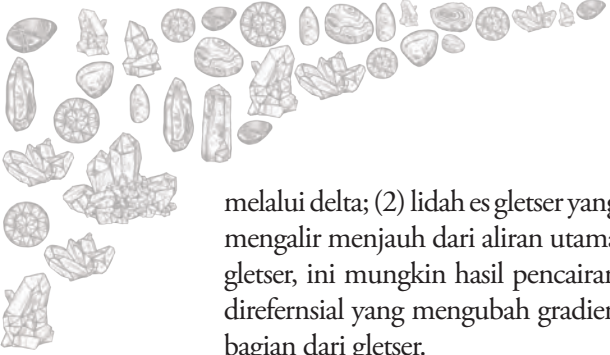 melalui delta; (2) lidah es gletser yang
mengalir menjauh dari aliran utama
gletser, ini mungkin hasil pencairan
direfernsial yang mengubah gradien
bagian dari gletser.